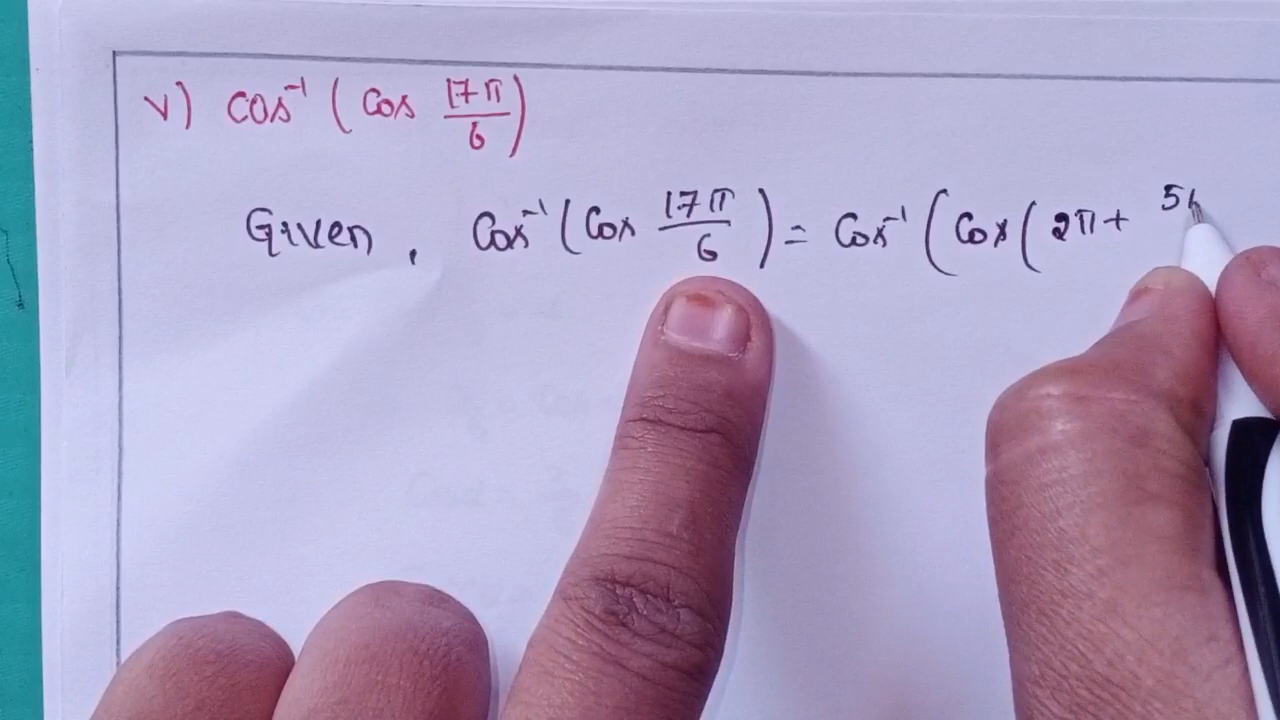 v) cos⁻¹ (cos 17π/6)
Given, cos⁻¹ (cos 17π/6) = cos⁻¹ (cos (2π + 5